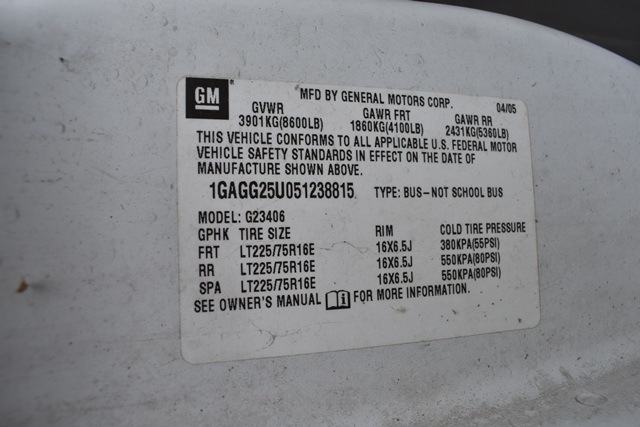 GM
MFD BY GENERAL MOTORS CORP. 04/05
GVWR GAWR FRT GAWR RR
3901KG(8600LB) 1860KG(4100LB) 2431KG(5360LB)
THIS VEHICLE CONFORMS TO ALL APPLICABLE U.S. FEDERAL MOTOR
VEHICLE SAFETY STANDARDS IN EFFECT ON THE DATE OF
MANUFACTURE SHOWN ABOVE.
1GAGG25U051238815 TYPE: BUS-NOT SCHOOL BUS
MODEL: G23406
GPHK TIRE SIZE RIM COLD TIRE PRESSURE
FRT LT225/75R16E 16X6.5J 380KPA(55PSI)
RR LT225/75R16E 16X6.5J 550KPA(80PSI)
SPA LT225/75R16E 16X6.5J 550KPA(80PSI)
SEE OWNER'S MANUAL FOR MORE INFORMATION.